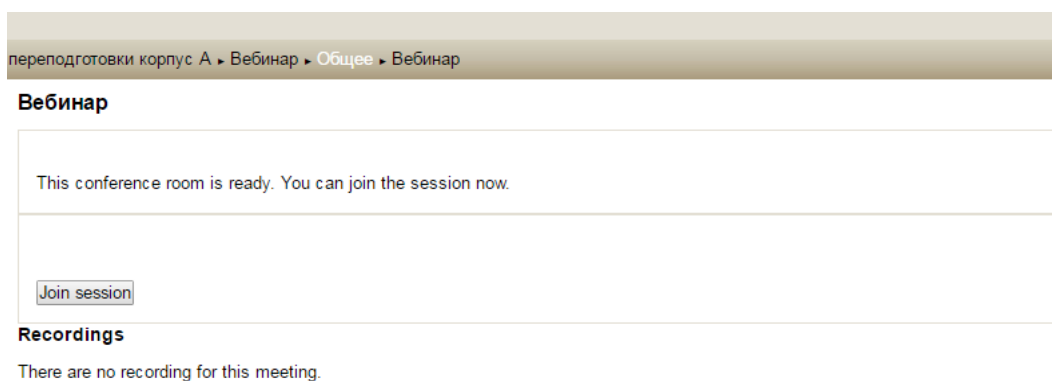 переподготовки корпус А ▸ Вебинар ▸ Общее ▸ Вебинар
Вебинар
This conference room is ready. You can join the session now.
Join session
Recordings
There are no recording for this meeting.